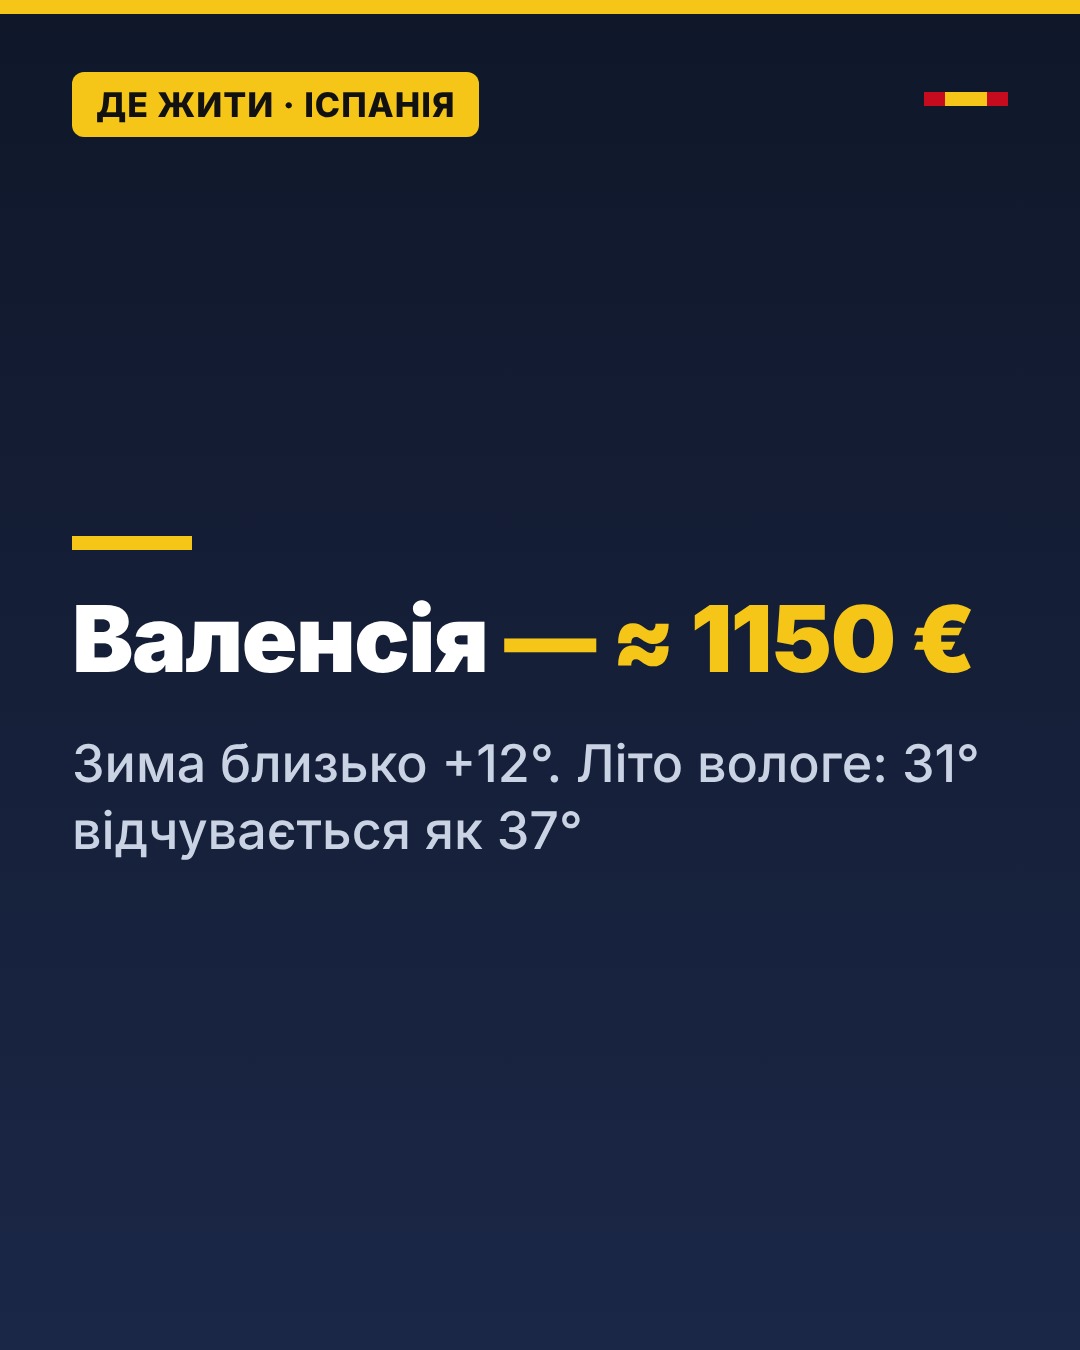 ДЕ ЖИТИ · ІСПАНІЯ
Валенсія — ≈ 1150 €
Зима близько +12°. Літо вологе: 31°
відчувається як 37°